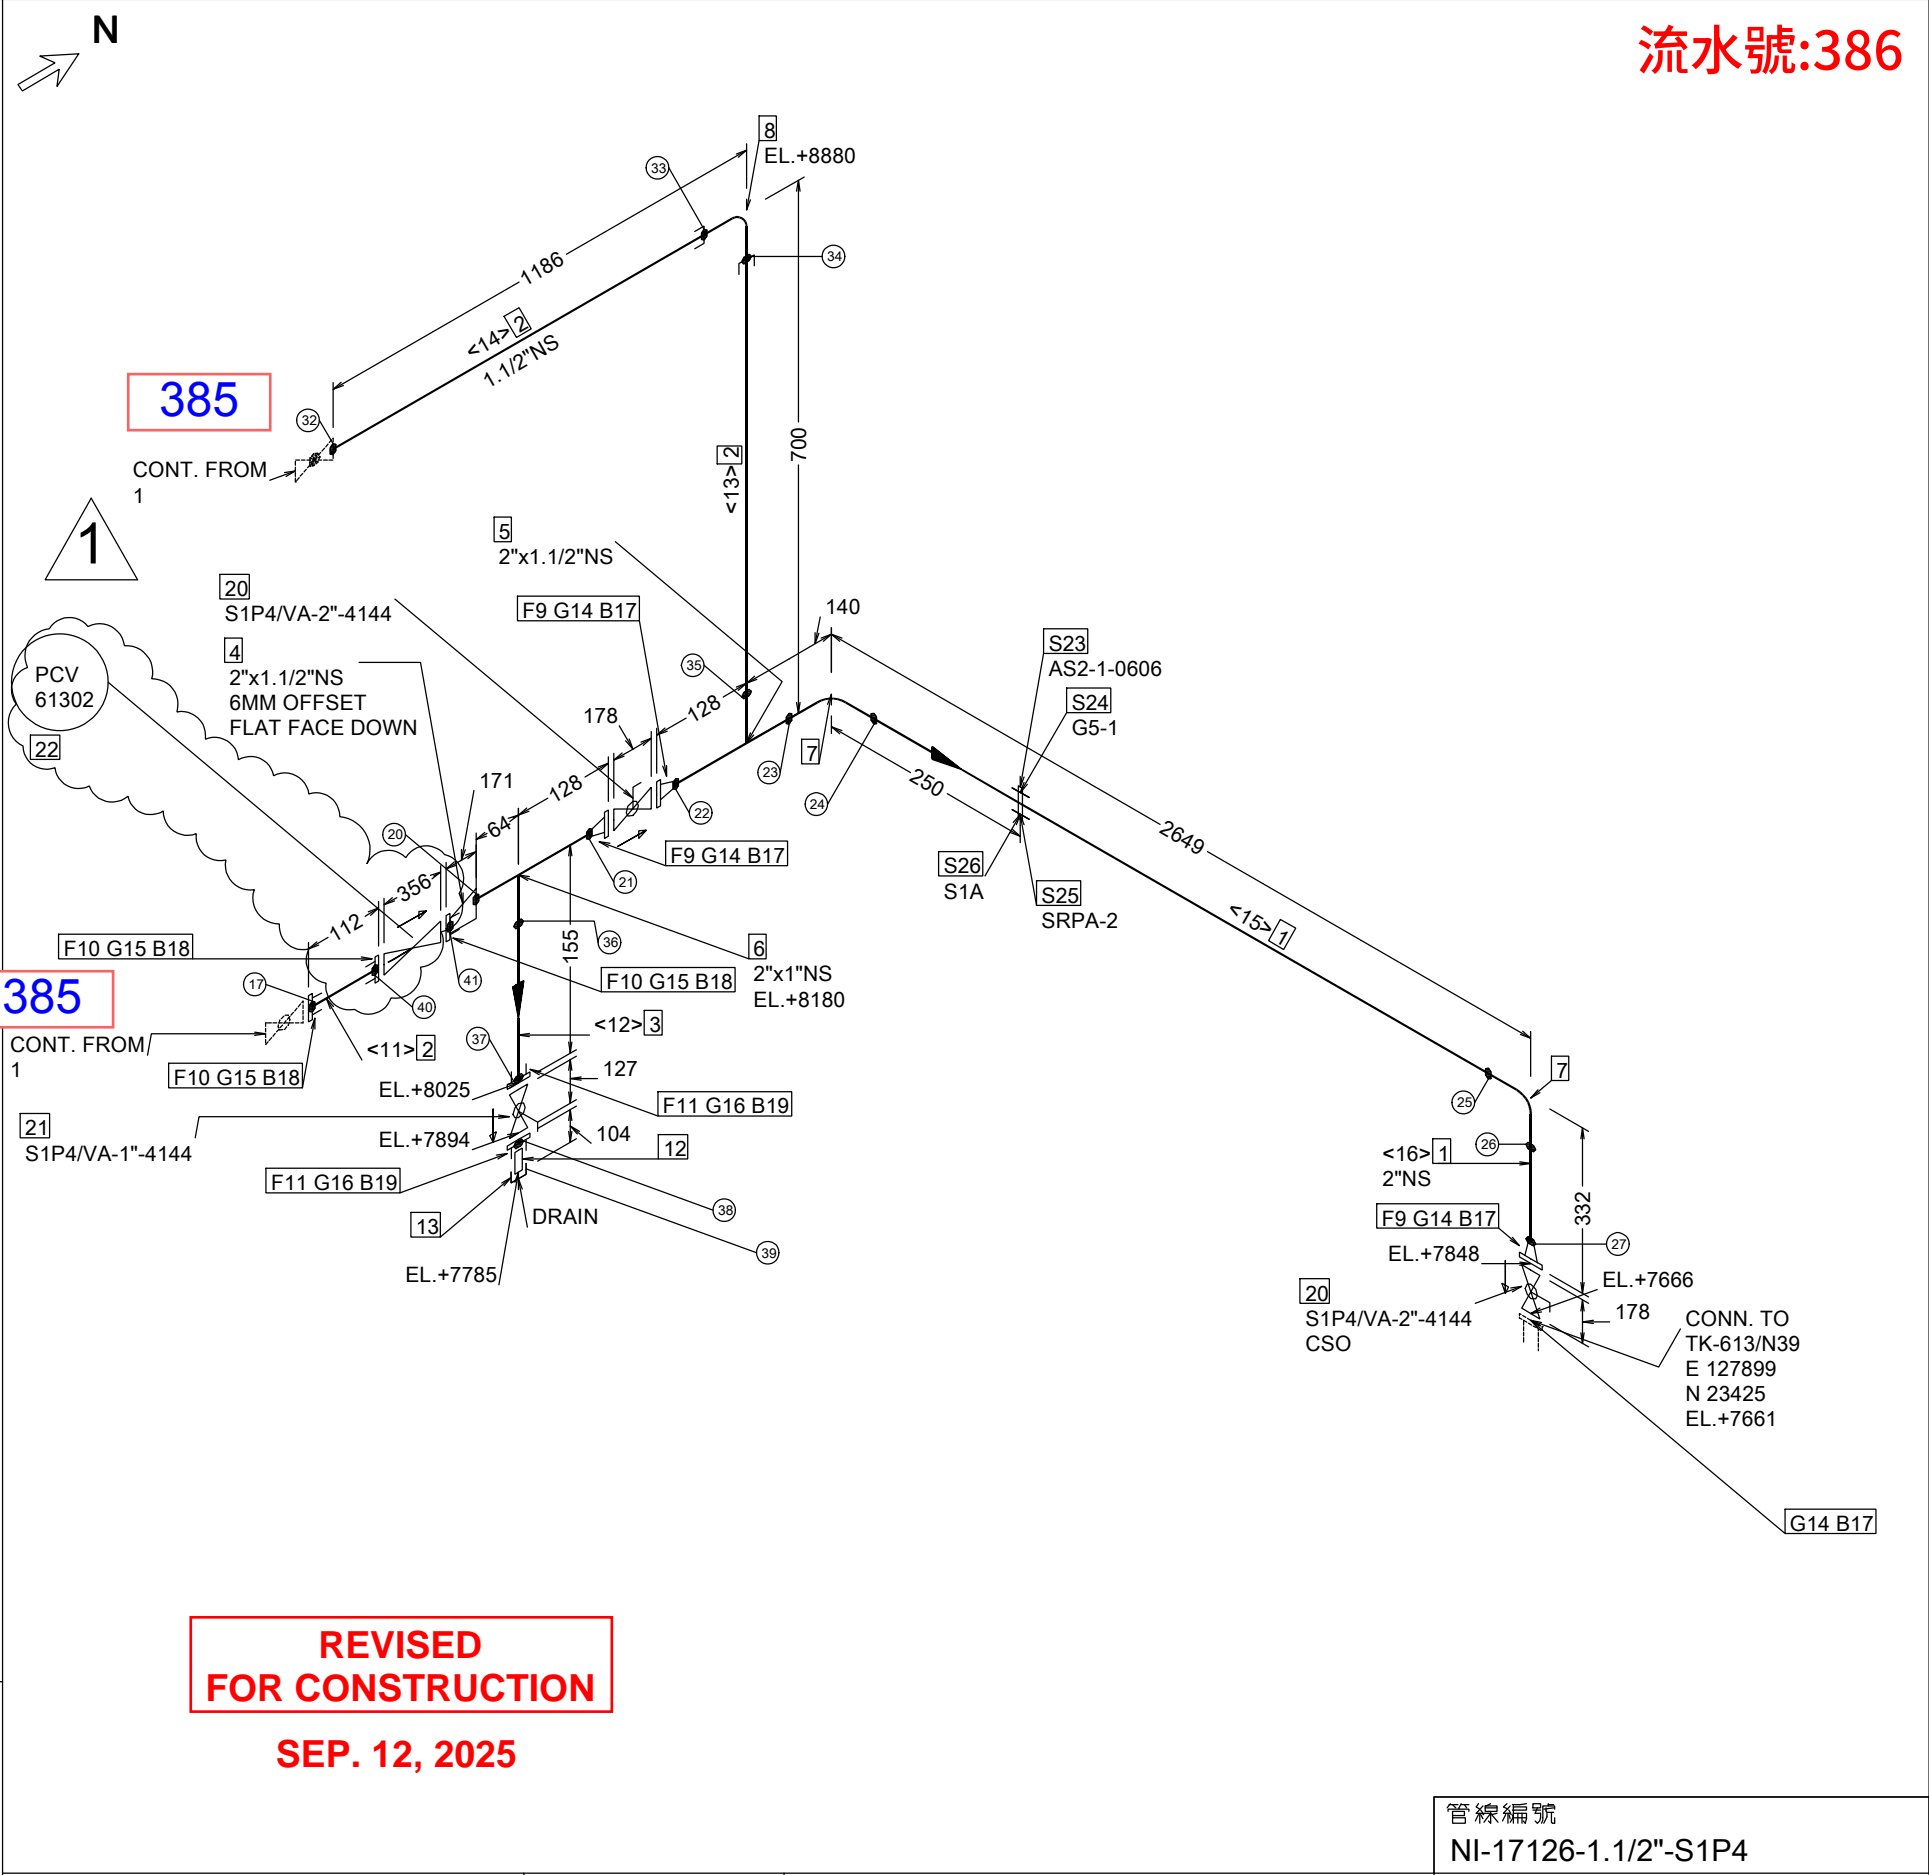 N
流水號:386
8
EL.+8880
33
34
1186
<14> 2
1.1/2"NS
385
32
CONT. FROM
1
700
<13> 2
1
5
2"x1.1/2"NS
20
S1P4/VA-2"-4144
F9 G14 B17
140
4
2"x1.1/2"NS
6MM OFFSET
FLAT FACE DOWN
PCV
61302
22
35
128
178
S23
AS2-1-0606
S24
G5-1
7
23
24
250
22
171
128
64
20
F9 G14 B17
21
2649
S26
S1A
S25
SRPA-2
<15> 1
356
112
F10 G15 B18
155
36
6
2"x1"NS
EL.+8180
41
F10 G15 B18
17
40
385
CONT. FROM
1
<11> 2
F10 G15 B18
37
<12> 3
127
EL.+8025
F11 G16 B19
21
S1P4/VA-1"-4144
EL.+7894
104
12
F11 G16 B19
13
DRAIN
38
39
EL.+7785
7
25
26
<16> 1
2"NS
332
F9 G14 B17
27
EL.+7848
EL.+7666
20
S1P4/VA-2"-4144
CSO
178
CONN. TO
TK-613/N39
E 127899
N 23425
EL.+7661
G14 B17
REVISED
FOR CONSTRUCTION
SEP. 12, 2025
管線編號
NI-17126-1.1/2"-S1P4